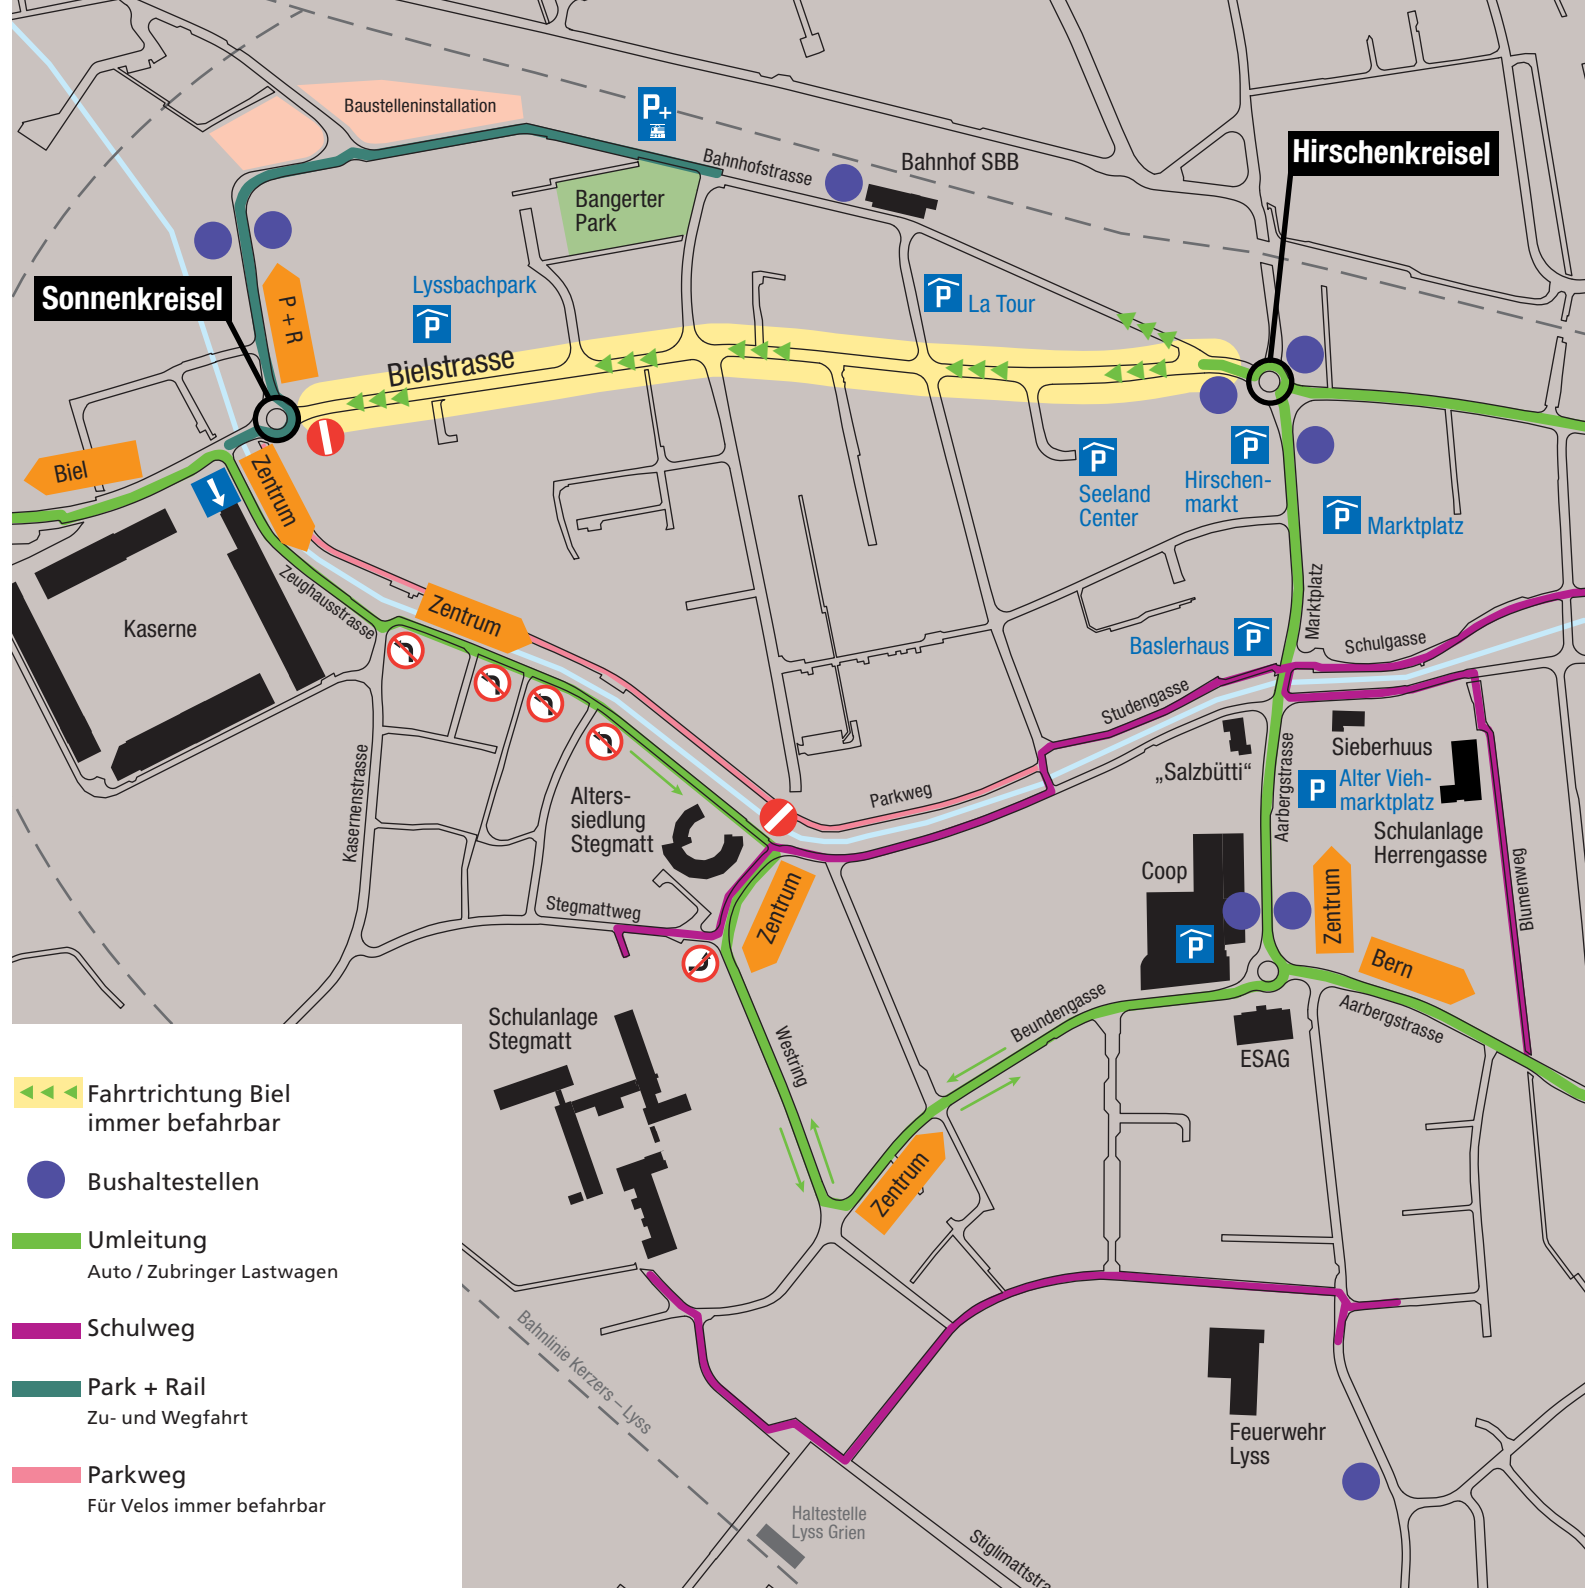 Baustelleninstallation
P+
Bahnhofstrasse
Bahnhof SBB
Hirschenkreisel
Bangerter
Park
Sonnenkreisel
P + R
Lyssbachpark
P
P
La Tour
Bielstrasse
Biel
Zentrum
P
Seeland
Center
P
Hirschen-
markt
P
Marktplatz
Zeughausstrasse
Zentrum
Kaserne
Marktplatz
Baslerhaus
P
Schulgasse
Studengasse
Kasernenstrasse
Sieberhuus
„Salzbütti“
Aarbergstrasse
P
Alter Vieh-
marktplatz
Alters-
siedlung
Stegmatt
Parkweg
Schulanlage
Herrengasse
Coop
Blumenweg
Stegmattweg
Zentrum
Zentrum
P
Bern
Schulanlage
Stegmatt
Westring
Beundengasse
Aarbergstrasse
ESAG
Zentrum
Fahrtrichtung Biel
immer befahrbar
Bushaltestellen
Umleitung
Auto / Zubringer Lastwagen
Schulweg
Park + Rail
Zu- und Wegfahrt
Parkweg
Für Velos immer befahrbar
Bahnlinie Kerzers – Lyss
Feuerwehr
Lyss
Haltestelle
Lyss Grien
Stiglimattstra